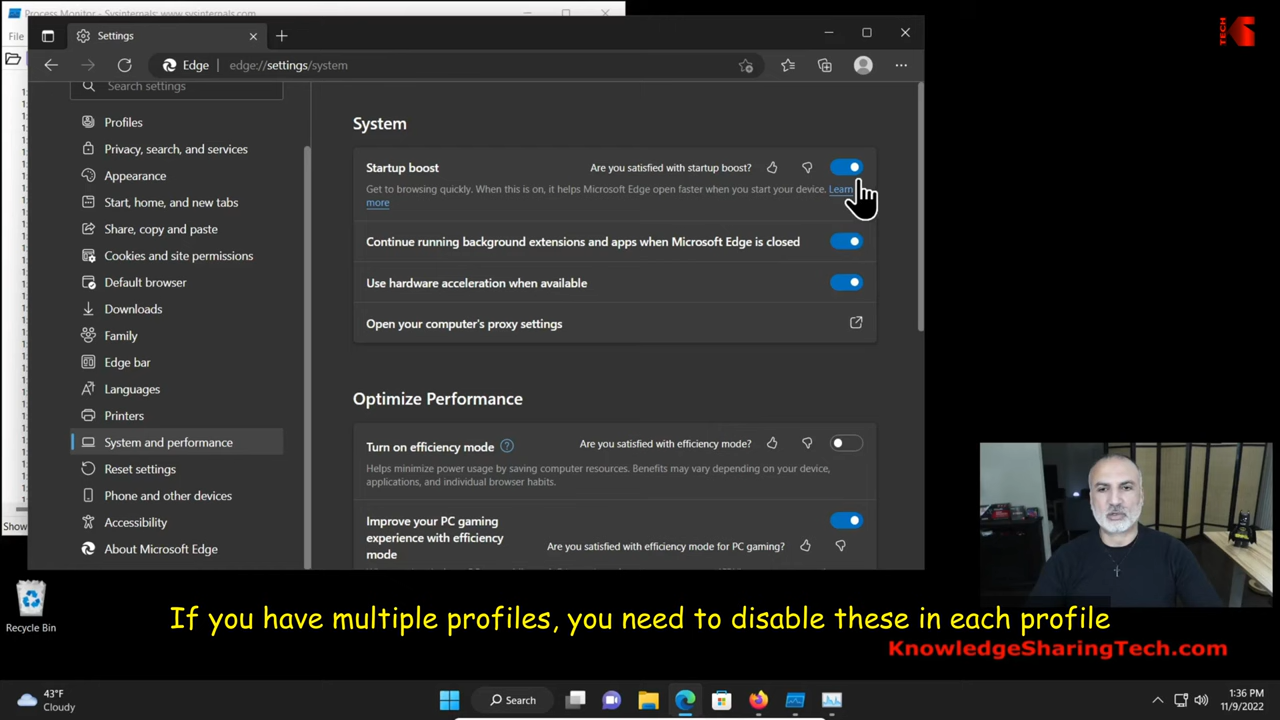 Process Monitor - Sysinternals: www.sysinternals.com
File
Settings
Edge
edge://settings/system
Search settings
Profiles
Privacy, search, and services
Appearance
Start, home, and new tabs
Share, copy and paste
Cookies and site permissions
Default browser
Downloads
Family
Edge bar
Languages
Printers
System and performance
Reset settings
Phone and other devices
Accessibility
About Microsoft Edge
System
Startup boost
Are you satisfied with startup boost?
Get to browsing quickly. When this is on, it helps Microsoft Edge open faster when you start your device. Learn
more
Continue running background extensions and apps when Microsoft Edge is closed
Use hardware acceleration when available
Open your computer's proxy settings
Optimize Performance
Turn on efficiency mode
Are you satisfied with efficiency mode?
Helps minimize power usage by saving computer resources. Benefits may vary depending on your device,
applications, and individual browser habits.
Improve your PC gaming
experience with efficiency
mode
Are you satisfied with efficiency mode for PC gaming?
TECH
Recycle Bin
If you have multiple profiles, you need to disable these in each profile
KnowledgeSharingTech.com
43°F
Cloudy
Search
1:36 PM
11/9/2022